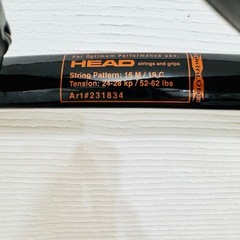 For Optimum Performance use:
HEAD strings and grips
String Pattern: 16 M / 19 C
Tension: 24-28 kp / 52-62 lbs
Art#231834